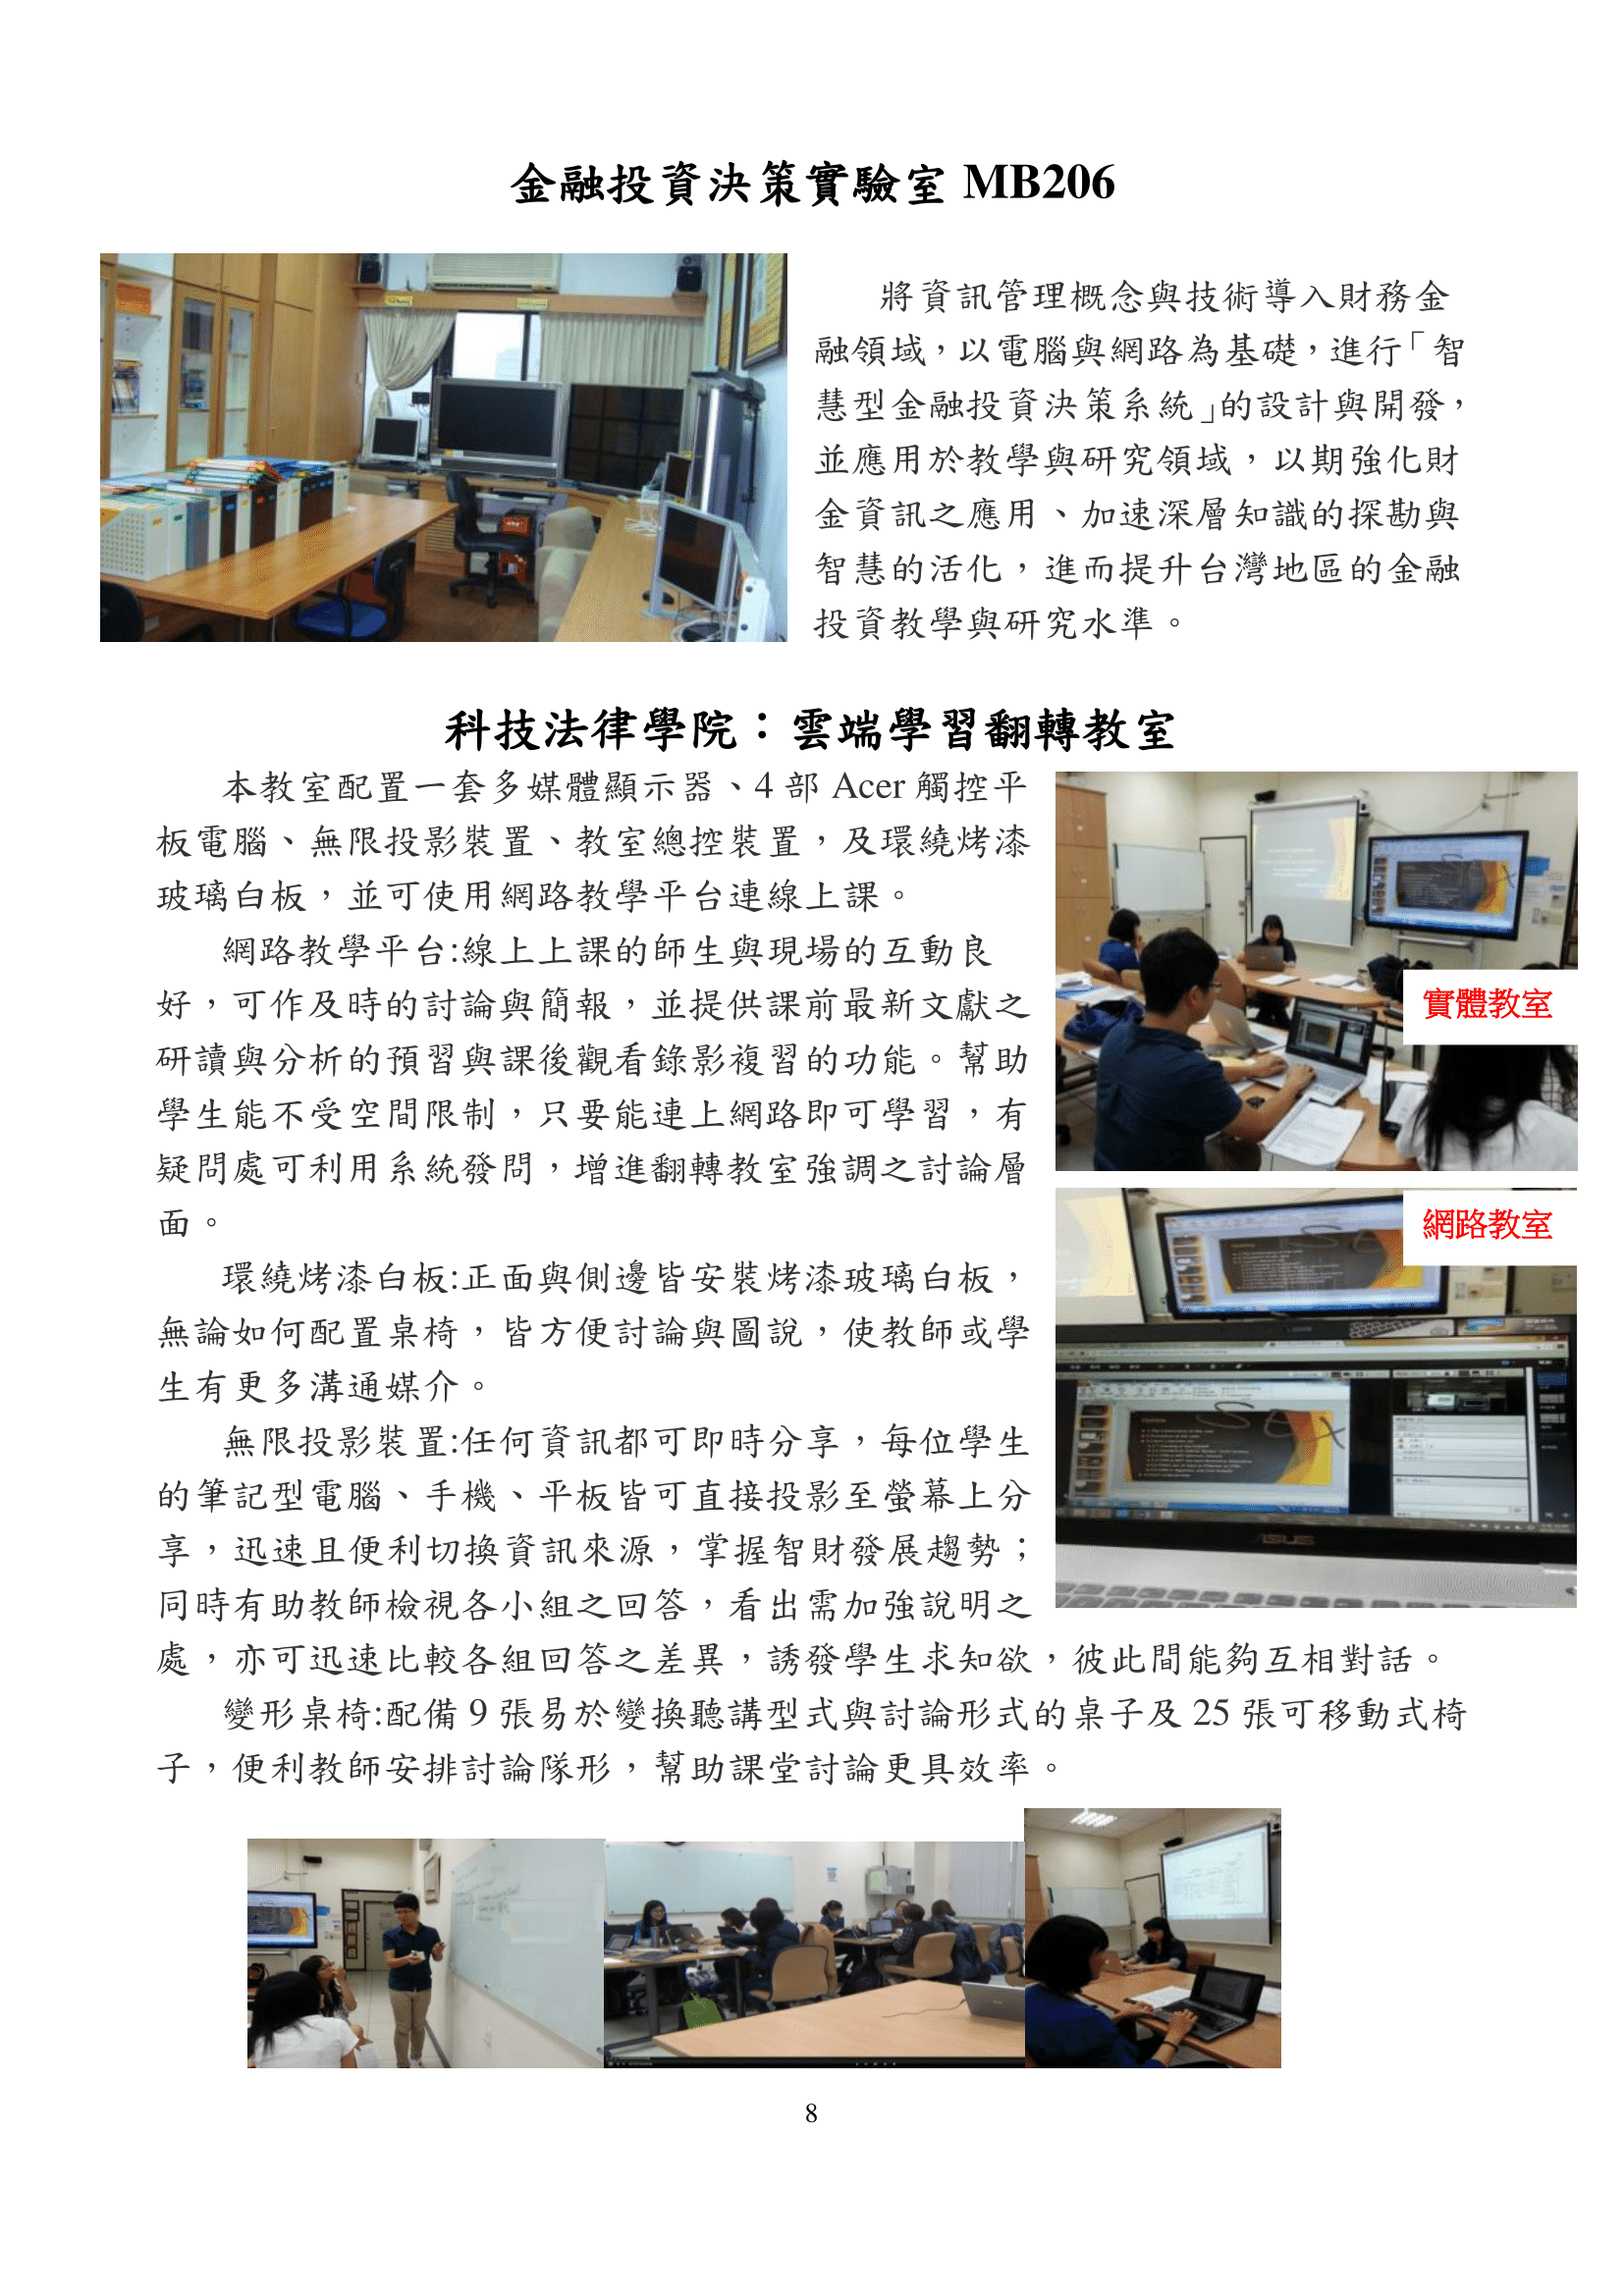 金融投資決策實驗室 MB206
將資訊管理概念與技術導入財務金
融領域，以電腦與網路為基礎，進行「智
慧型金融投資決策系統」的設計與開發，
並應用於教學與研究領域，以期強化財
金資訊之應用、加速深層知識的探勘與
智慧的活化，進而提升台灣地區的金融
投資教學與研究水準。
科技法律學院：雲端學習翻轉教室
本教室配置一套多媒體顯示器、4 部 Acer 觸控平
板電腦、無限投影裝置、教室總控裝置，及環繞烤漆
玻璃白板，並可使用網路教學平台連線上課。
網路教學平台:線上上課的師生與現場的互動良
好，可作及時的討論與簡報，並提供課前最新文獻之
研讀與分析的預習與課後觀看錄影複習的功能。幫助
學生能不受空間限制，只要能連上網路即可學習，有
疑問處可利用系統發問，增進翻轉教室強調之討論層
面。
環繞烤漆白板:正面與側邊皆安裝烤漆玻璃白板，
無論如何配置桌椅，皆方便討論與圖說，使教師或學
生有更多溝通媒介。
無限投影裝置:任何資訊都可即時分享，每位學生
的筆記型電腦、手機、平板皆可直接投影至螢幕上分
享，迅速且便利切換資訊來源，掌握智財發展趨勢；
同時有助教師檢視各小組之回答，看出需加強說明之
處，亦可迅速比較各組回答之差異，誘發學生求知欲，彼此間能夠互相對話。
變形桌椅:配備 9 張易於變換聽講型式與討論形式的桌子及 25 張可移動式椅
子，便利教師安排討論隊形，幫助課堂討論更具效率。
實體教室
網路教室
ASUS
8